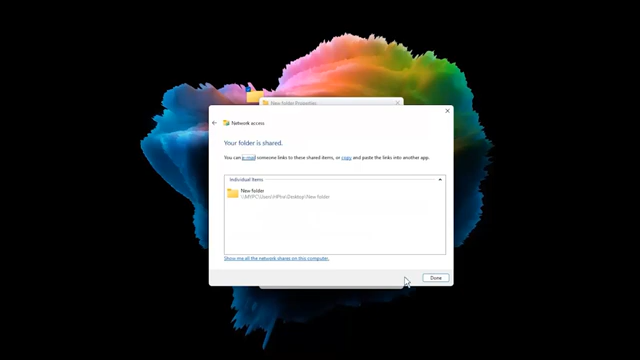 New folder Properties
Network access
Your folder is shared.
You can e-mail someone links to these shared items, or copy and paste the links into another app.
Individual Items
New folder
Show me all the network shares on this computer.
Done